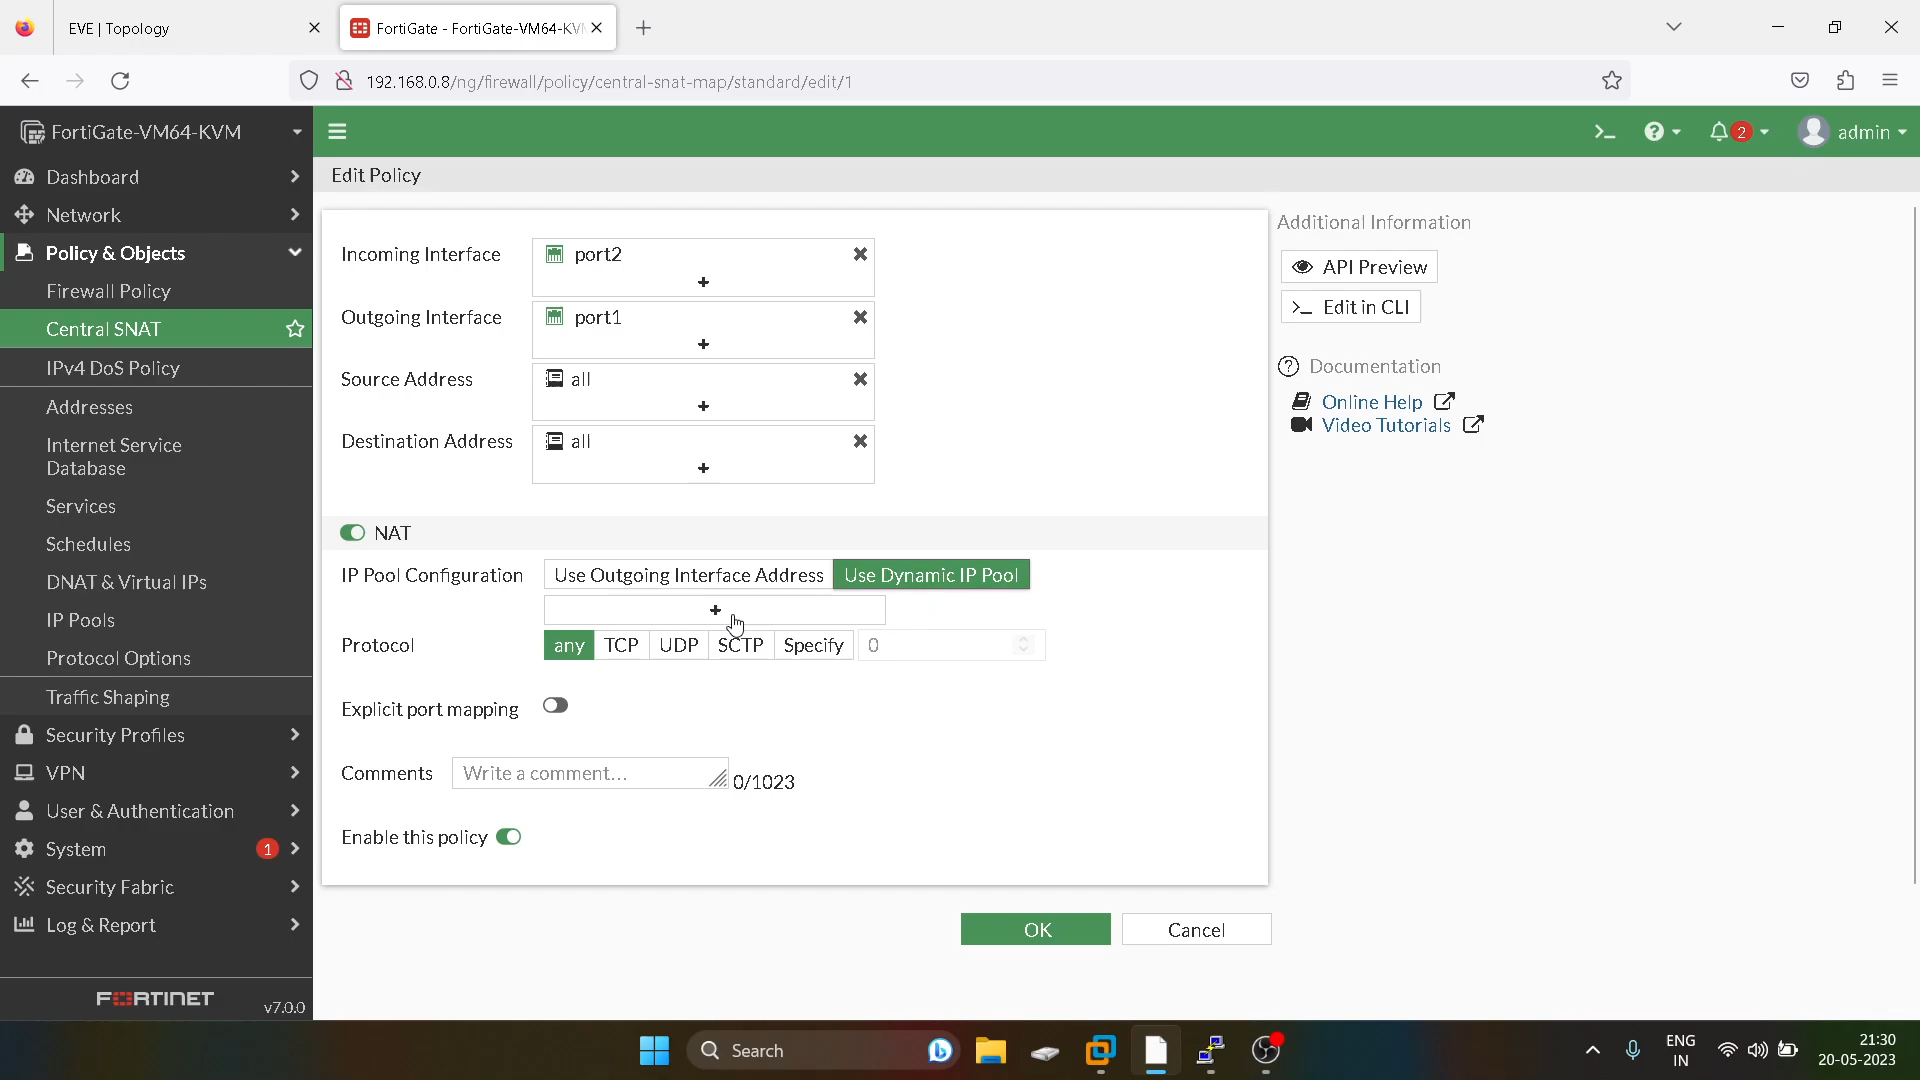 EVE | Topology
FortiGate - FortiGate-VM64-KV
192.168.0.8/ng/firewall/policy/central-snat-map/standard/edit/1
FortiGate-VM64-KVM
2
admin
Dashboard
Network
Policy & Objects
Firewall Policy
Central SNAT
IPv4 DoS Policy
Addresses
Internet Service
Database
Services
Schedules
DNAT & Virtual IPs
IP Pools
Protocol Options
Traffic Shaping
Security Profiles
VPN
User & Authentication
System
1
Security Fabric
Log & Report
FORTINET
v7.0.0
Edit Policy
Incoming Interface
port2
Outgoing Interface
port1
Source Address
all
Destination Address
all
NAT
IP Pool Configuration
Use Outgoing Interface Address
Use Dynamic IP Pool
Protocol
any
TCP
UDP
SCTP
Specify
0
Explicit port mapping
Comments
Write a comment...
0/1023
Enable this policy
OK
Cancel
Additional Information
API Preview
>_ Edit in CLI
Documentation
Online Help
Video Tutorials
Search
ENG
IN
21:30
20-05-2023